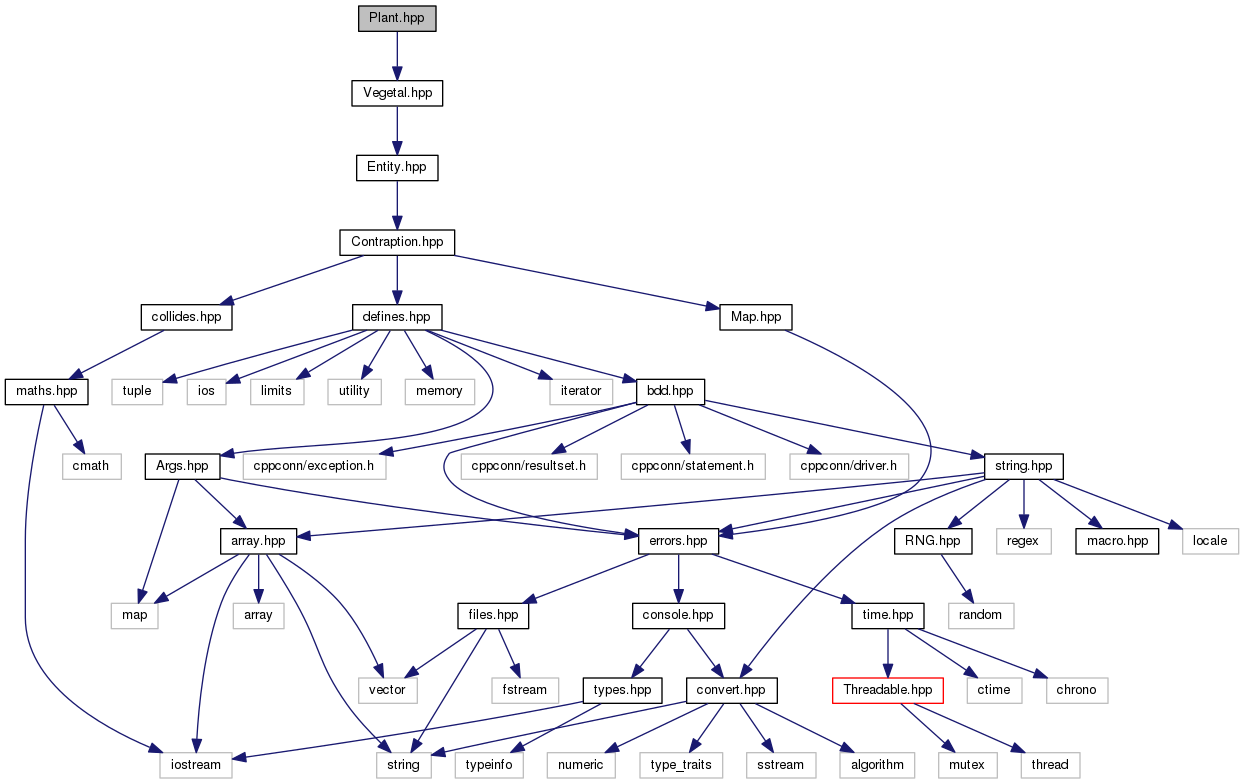 Plant.hpp
Vegetal.hpp
Entity.hpp
Contraption.hpp
collides.hpp
defines.hpp
Map.hpp
maths.hpp
tuple
ios
limits
utility
memory
iterator
bdd.hpp
cmath
Args.hpp
cppconn/exception.h
cppconn/resultset.h
cppconn/statement.h
cppconn/driver.h
string.hpp
array.hpp
errors.hpp
RNG.hpp
regex
macro.hpp
locale
map
array
files.hpp
console.hpp
time.hpp
random
vector
fstream
types.hpp
convert.hpp
Threadable.hpp
ctime
chrono
iostream
string
typeinfo
numeric
type_traits
sstream
algorithm
mutex
thread